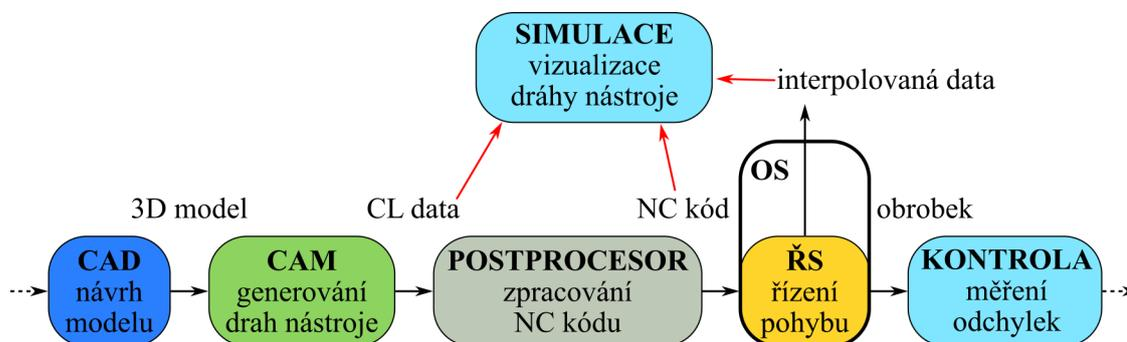 SIMULACE
vizualizace
dráhy nástroje
interpolovaná data
OS
3D model
CL data
NC kód
obrobek
CAD
návrh
modelu
CAM
generování
drah nástroje
POSTPROCESOR
zpracování
NC kódu
ŘS
řízení
pohybu
KONTROLA
měření
odchylek